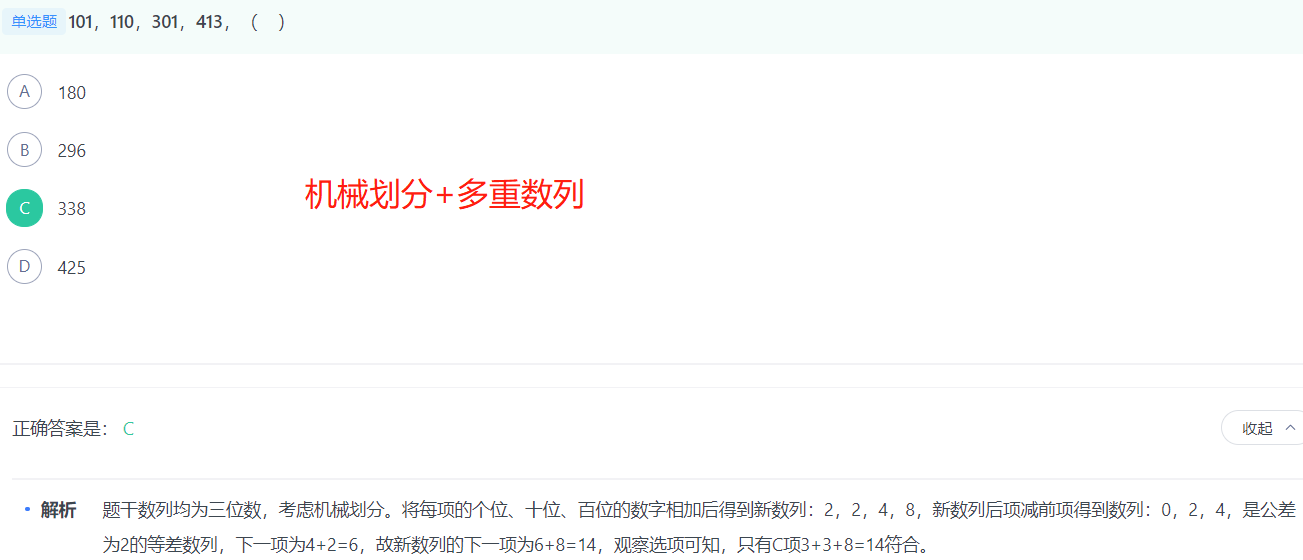 单选题 101，110，301，413，（ ）
A 180
B 296
机械划分+多重数列
C 338
D 425
正确答案是： C
收起
解析 题干数列均为三位数，考虑机械划分。将每项的个位、十位、百位的数字相加后得到新数列：2，2，4，8，新数列后项减前项得到数列：0，2，4，是公差
为2的等差数列，下一项为4+2=6，故新数列的下一项为6+8=14，观察选项可知，只有C项3+3+8=14符合。